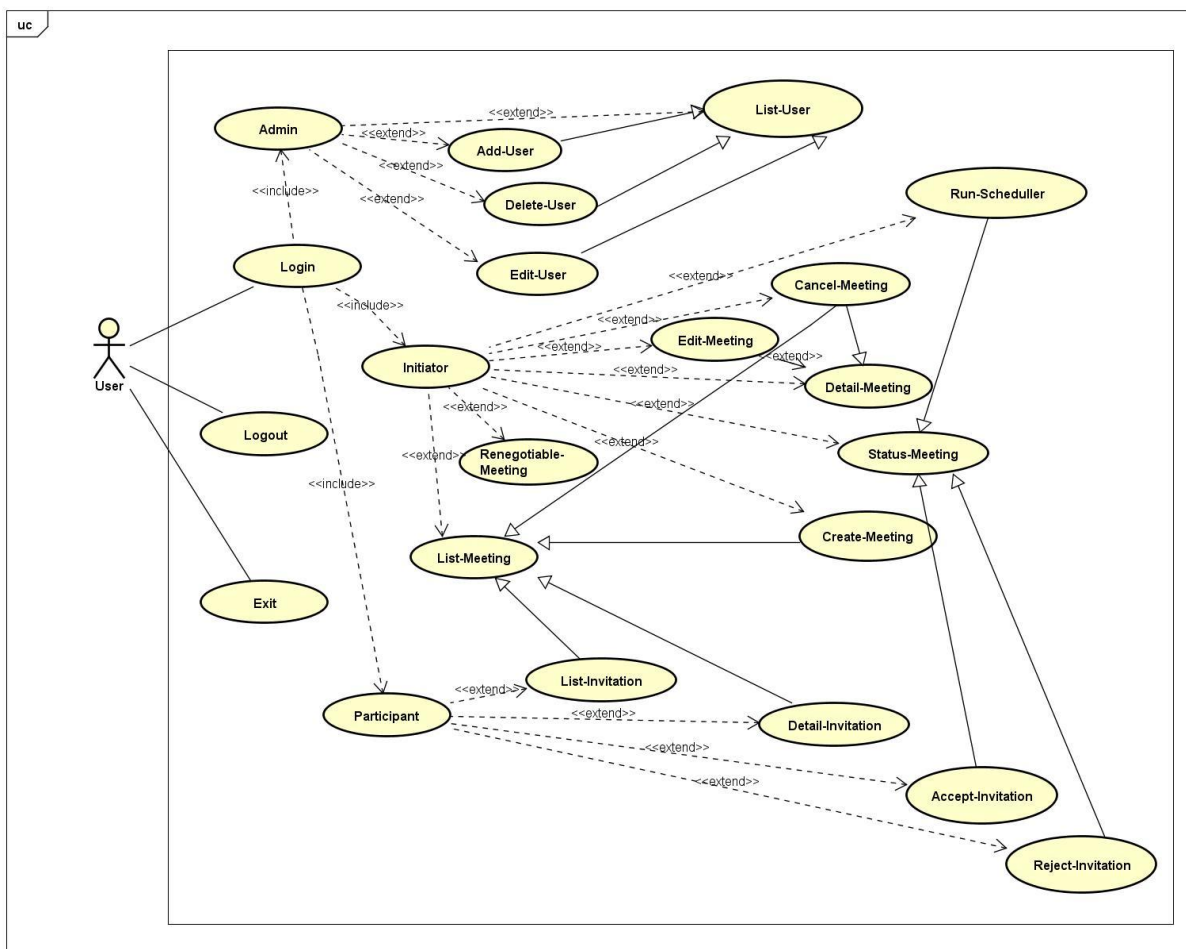 uc
List-User
<<extend>>
Admin
<<extend>>
Add-User
<<extend>>
<<include>>
Run-Scheduller
<<extend>>
Delete-User
Login
Edit-User
<<extend>>
Cancel-Meeting
<<include>>
<<extend>>
Edit-Meeting
<<extend>>
<<extend>>
Initiator
<<extend>>
Detail-Meeting
User
<<extend>>
<<extend>>
Logout
<<extend>>
Status-Meeting
Renegotiable-
Meeting
<<extend>>
<<include>>
Create-Meeting
List-Meeting
Exit
List-Invitation
<<extend>>
Participant
<<extend>>
Detail-Invitation
<<extend>>
<<extend>>
Accept-Invitation
Reject-Invitation